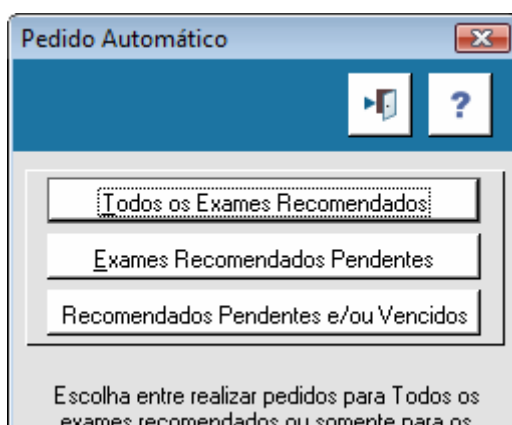 Pedido Automático
?
Todos os Exames Recomendados
Exames Recomendados Pendentes
Recomendados Pendentes e/ou Vencidos
Escolha entre realizar pedidos para Todos os
exames recomendados ou somente para os